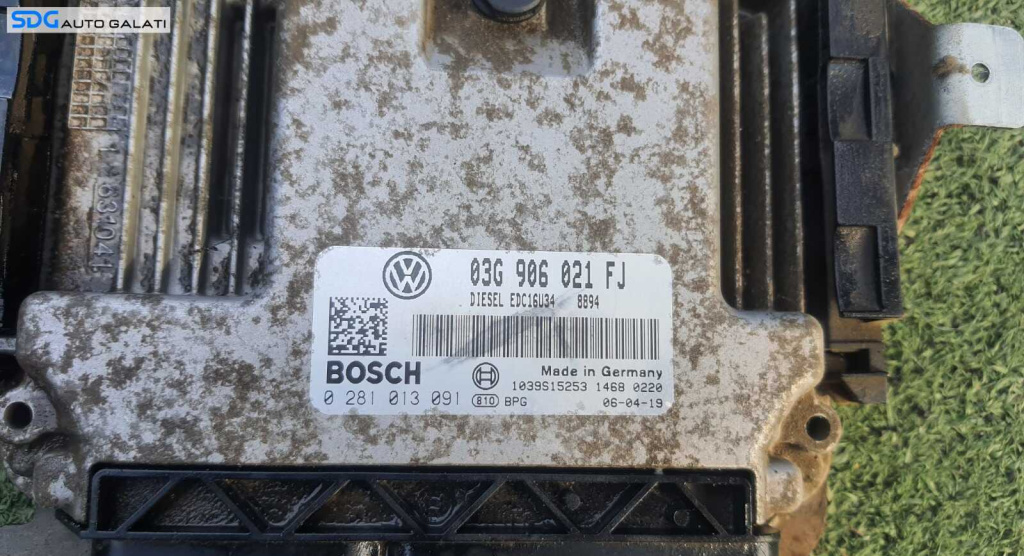 SDG AUTO GALATI
03G 906 021 FJ
DIESEL EDC16U34 8894
BOSCH
Made in Germany
1039S15253 1468 0220
0 281 013 091 810 BPG 06-04-19